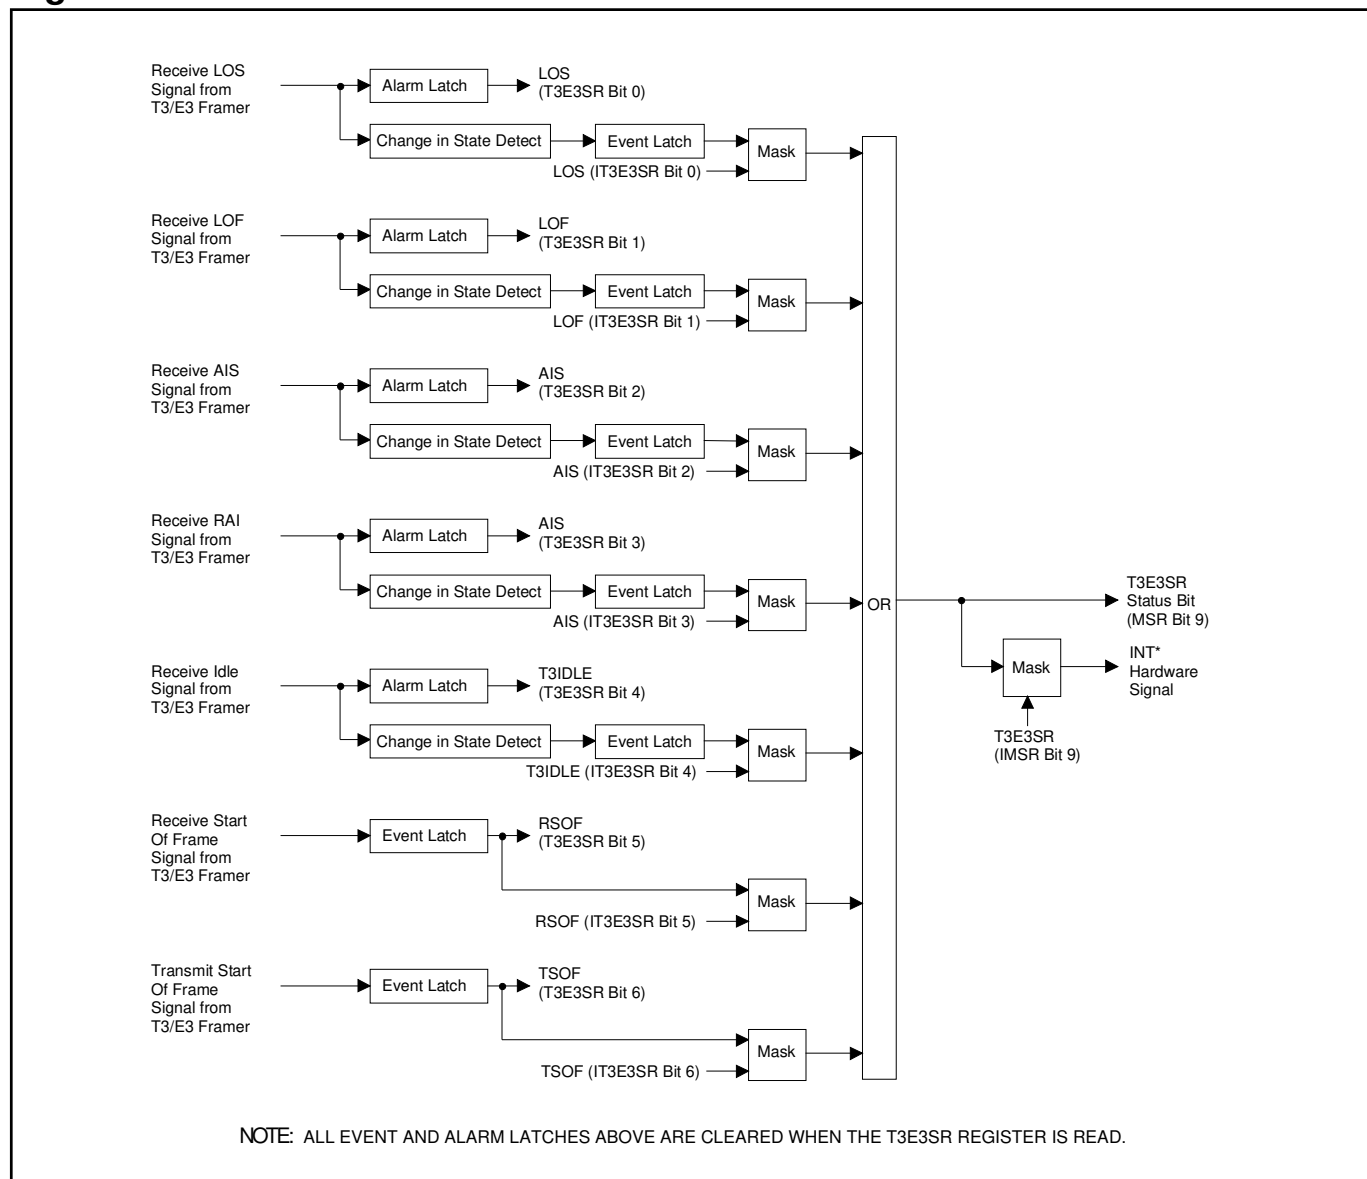 Receive LOS
Signal from
T3/E3 Framer
Alarm Latch
LOS
(T3E3SR Bit 0)
Change in State Detect
Event Latch
LOS (IT3E3SR Bit 0)
Mask
Receive LOF
Signal from
T3/E3 Framer
Alarm Latch
LOF
(T3E3SR Bit 1)
Change in State Detect
Event Latch
LOF (IT3E3SR Bit 1)
Mask
Receive AIS
Signal from
T3/E3 Framer
Alarm Latch
AIS
(T3E3SR Bit 2)
Change in State Detect
Event Latch
AIS (IT3E3SR Bit 2)
Mask
Receive RAI
Signal from
T3/E3 Framer
Alarm Latch
AIS
(T3E3SR Bit 3)
Change in State Detect
Event Latch
AIS (IT3E3SR Bit 3)
Mask
Receive Idle
Signal from
T3/E3 Framer
Alarm Latch
T3IDLE
(T3E3SR Bit 4)
Change in State Detect
Event Latch
T3IDLE (IT3E3SR Bit 4)
Mask
Receive Start
Of Frame
Signal from
T3/E3 Framer
Event Latch
RSOF
(T3E3SR Bit 5)
RSOF (IT3E3SR Bit 5)
Mask
Transmit Start
Of Frame
Signal from
T3/E3 Framer
Event Latch
TSOF
(T3E3SR Bit 6)
TSOF (IT3E3SR Bit 6)
Mask
OR
T3E3SR
Status Bit
(MSR Bit 9)
Mask
INT*
Hardware
Signal
T3E3SR
(IMSR Bit 9)
NOTE: ALL EVENT AND ALARM LATCHES ABOVE ARE CLEARED WHEN THE T3E3SR REGISTER IS READ.